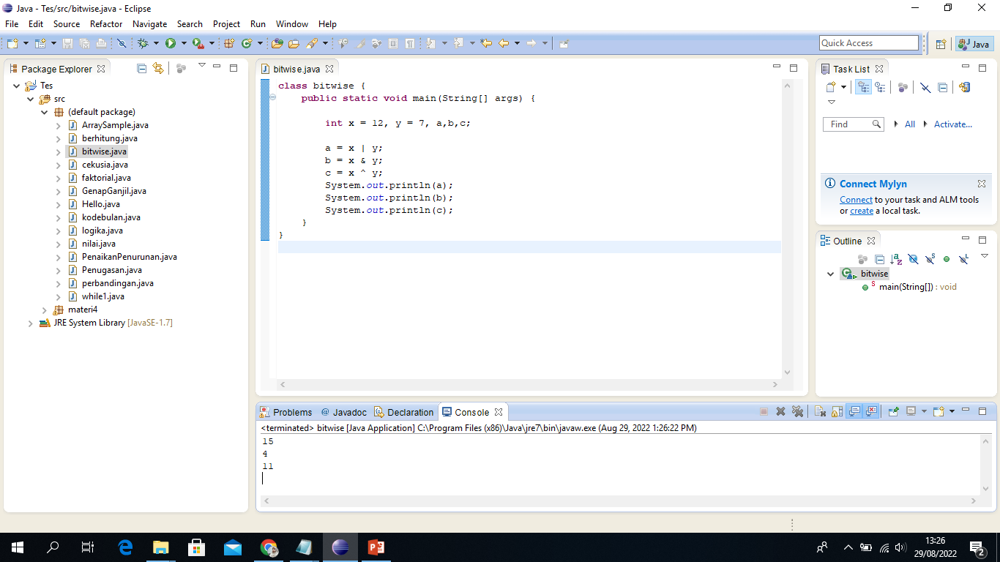 Java - Tes/src/bitwise.java - Eclipse
File Edit Source Refactor Navigate Search Project Run Window Help
Quick Access
Java
Package Explorer
Tes
src
(default package)
ArraySample.java
berhitung.java
bitwise.java
cekusia.java
faktorial.java
GenapGanjil.java
Hello.java
kodebulan.java
logika.java
nilai.java
PenaikanPenurunan.java
Penugasan.java
perbandingan.java
while1.java
materi4
JRE System Library [JavaSE-1.7]
bitwise.java
class bitwise {
public static void main(String[] args) {
int x = 12, y = 7, a,b,c;
a = x | y;
b = x & y;
c = x ^ y;
System.out.println(a);
System.out.println(b);
System.out.println(c);
}
}
Task List
Find
All
Activate...
Connect Mylyn
Connect to your task and ALM tools
or create a local task.
Outline
bitwise
main(String[]) : void
Problems @ Javadoc Declaration Console
<terminated> bitwise [Java Application] C:\Program Files (x86)\Java\jre7\bin\javaw.exe (Aug 29, 2022 1:26:22 PM)
15
4
11
13:26
29/08/2022
2